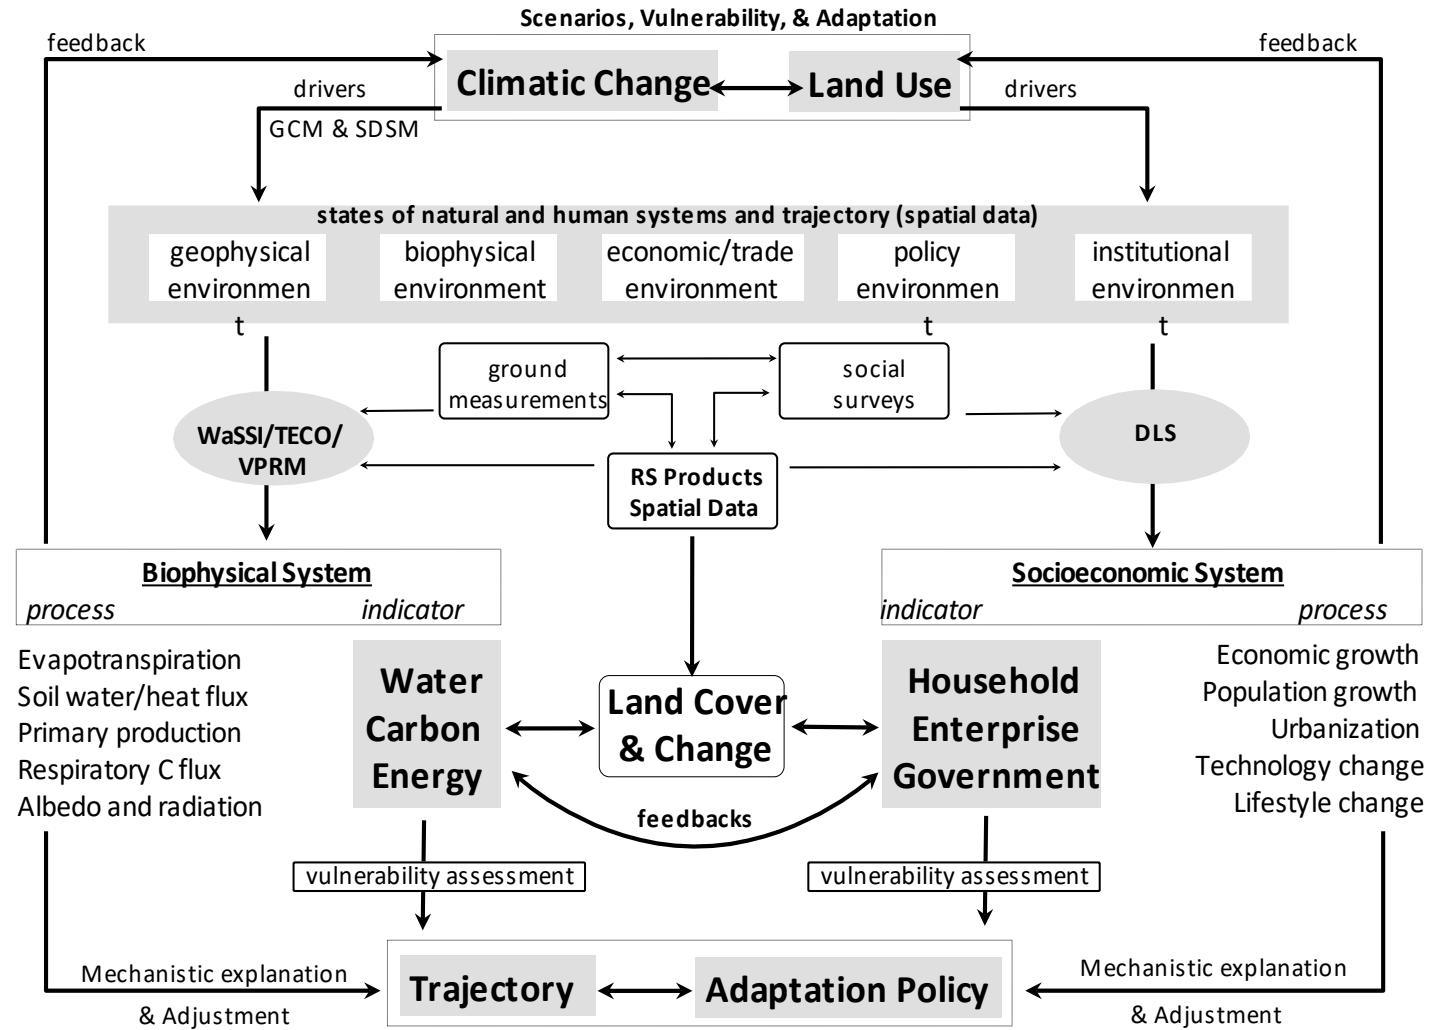 Scenarios, Vulnerability, & Adaptation
feedback
feedback
Climatic Change
Land Use
drivers
drivers
GCM & SDSM
states of natural and human systems and trajectory (spatial data)
geophysical
environmen
t
biophysical
environment
economic/trade
environment
policy
environmen
t
institutional
environmen
t
ground
measurements
social
surveys
WaSSI/TECO/
VPRM
DLS
RS Products
Spatial Data
Biophysical System
process
indicator
Socioeconomic System
indicator
process
Evapotranspiration
Soil water/heat flux
Primary production
Respiratory C flux
Albedo and radiation
Water
Carbon
Energy
Land Cover
& Change
Household
Enterprise
Government
Economic growth
Population growth
Urbanization
Technology change
Lifestyle change
feedbacks
vulnerability assessment
vulnerability assessment
Mechanistic explanation
& Adjustment
Trajectory
Adaptation Policy
Mechanistic explanation
& Adjustment